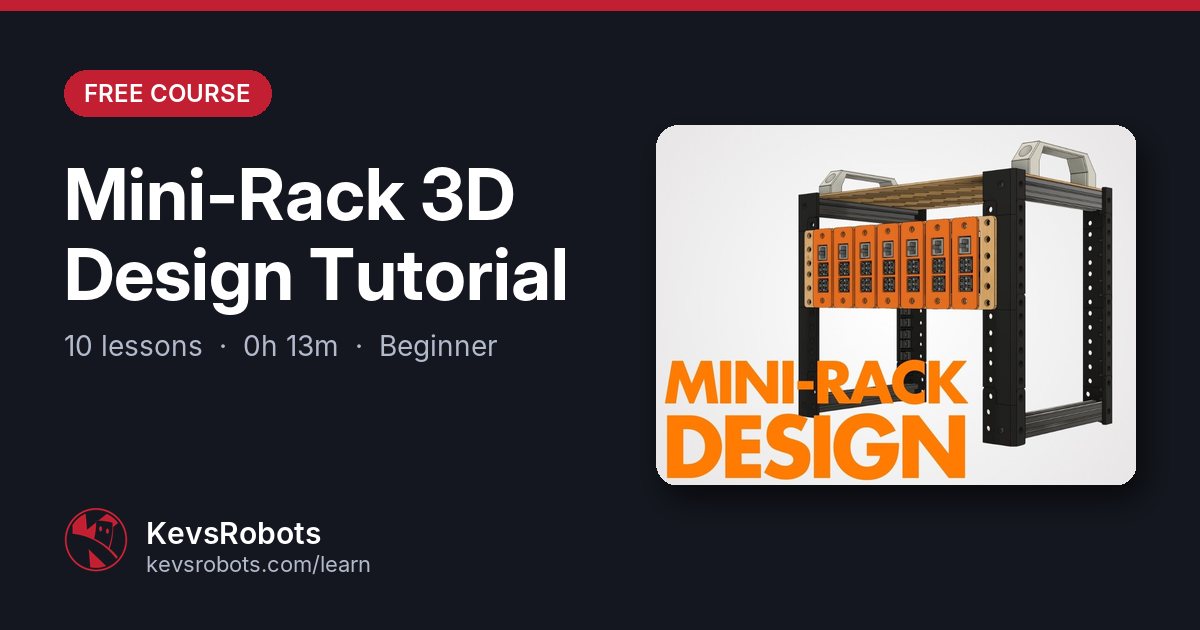 FREE COURSE
Mini-Rack 3D
Design Tutorial
10 lessons · 0h 13m · Beginner
MINI-RACK
DESIGN
KevsRobots
kevsrobots.com/learn